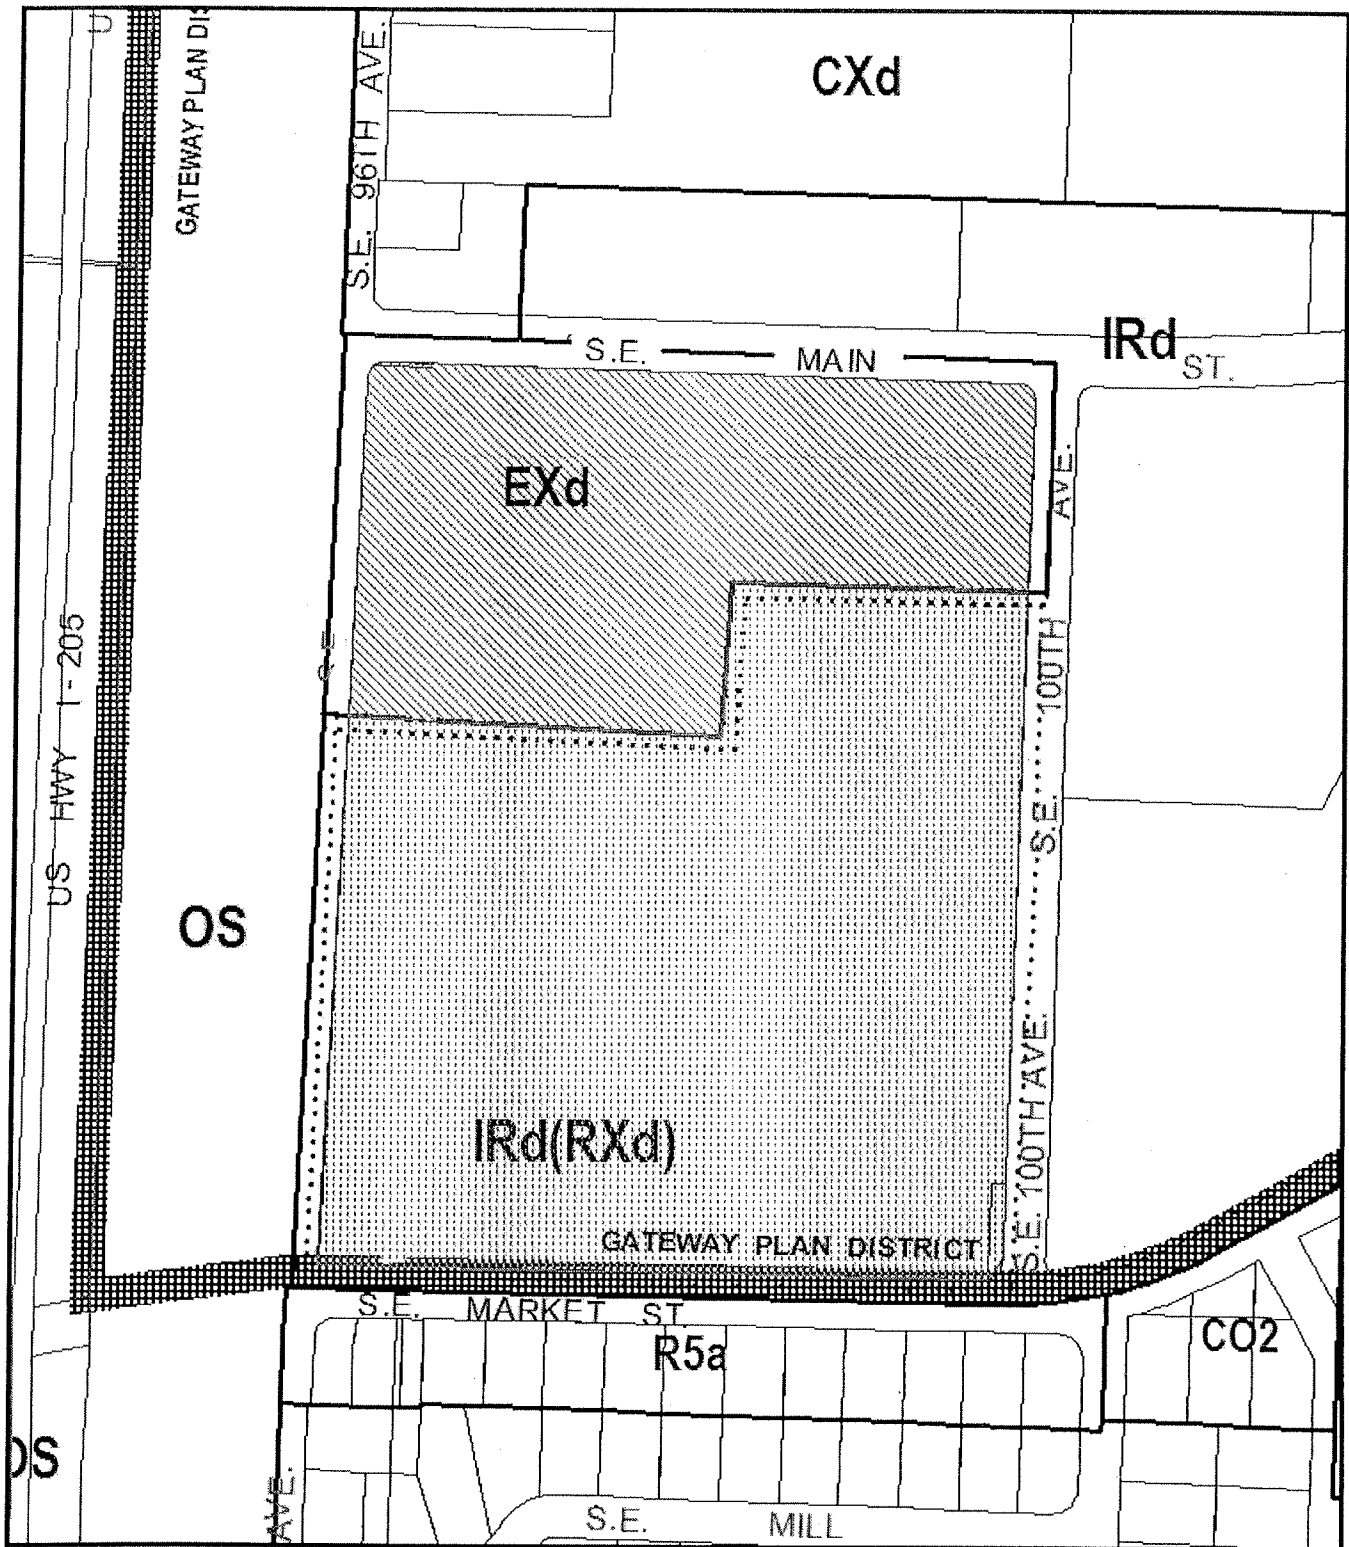 U
GATEWAY PLAN DIS
S.E. 96TH AVE.
CXd
S.E. MAIN ST.
IRd
EXd
AVE.
US HWY I-205
S.E. 100TH
OS
IRd(RXd)
S.E. 100TH AVE.
GATEWAY PLAN DISTRICT
S.E. MARKET ST.
R5a
CO2
OS
AVE.
S.E. MILL